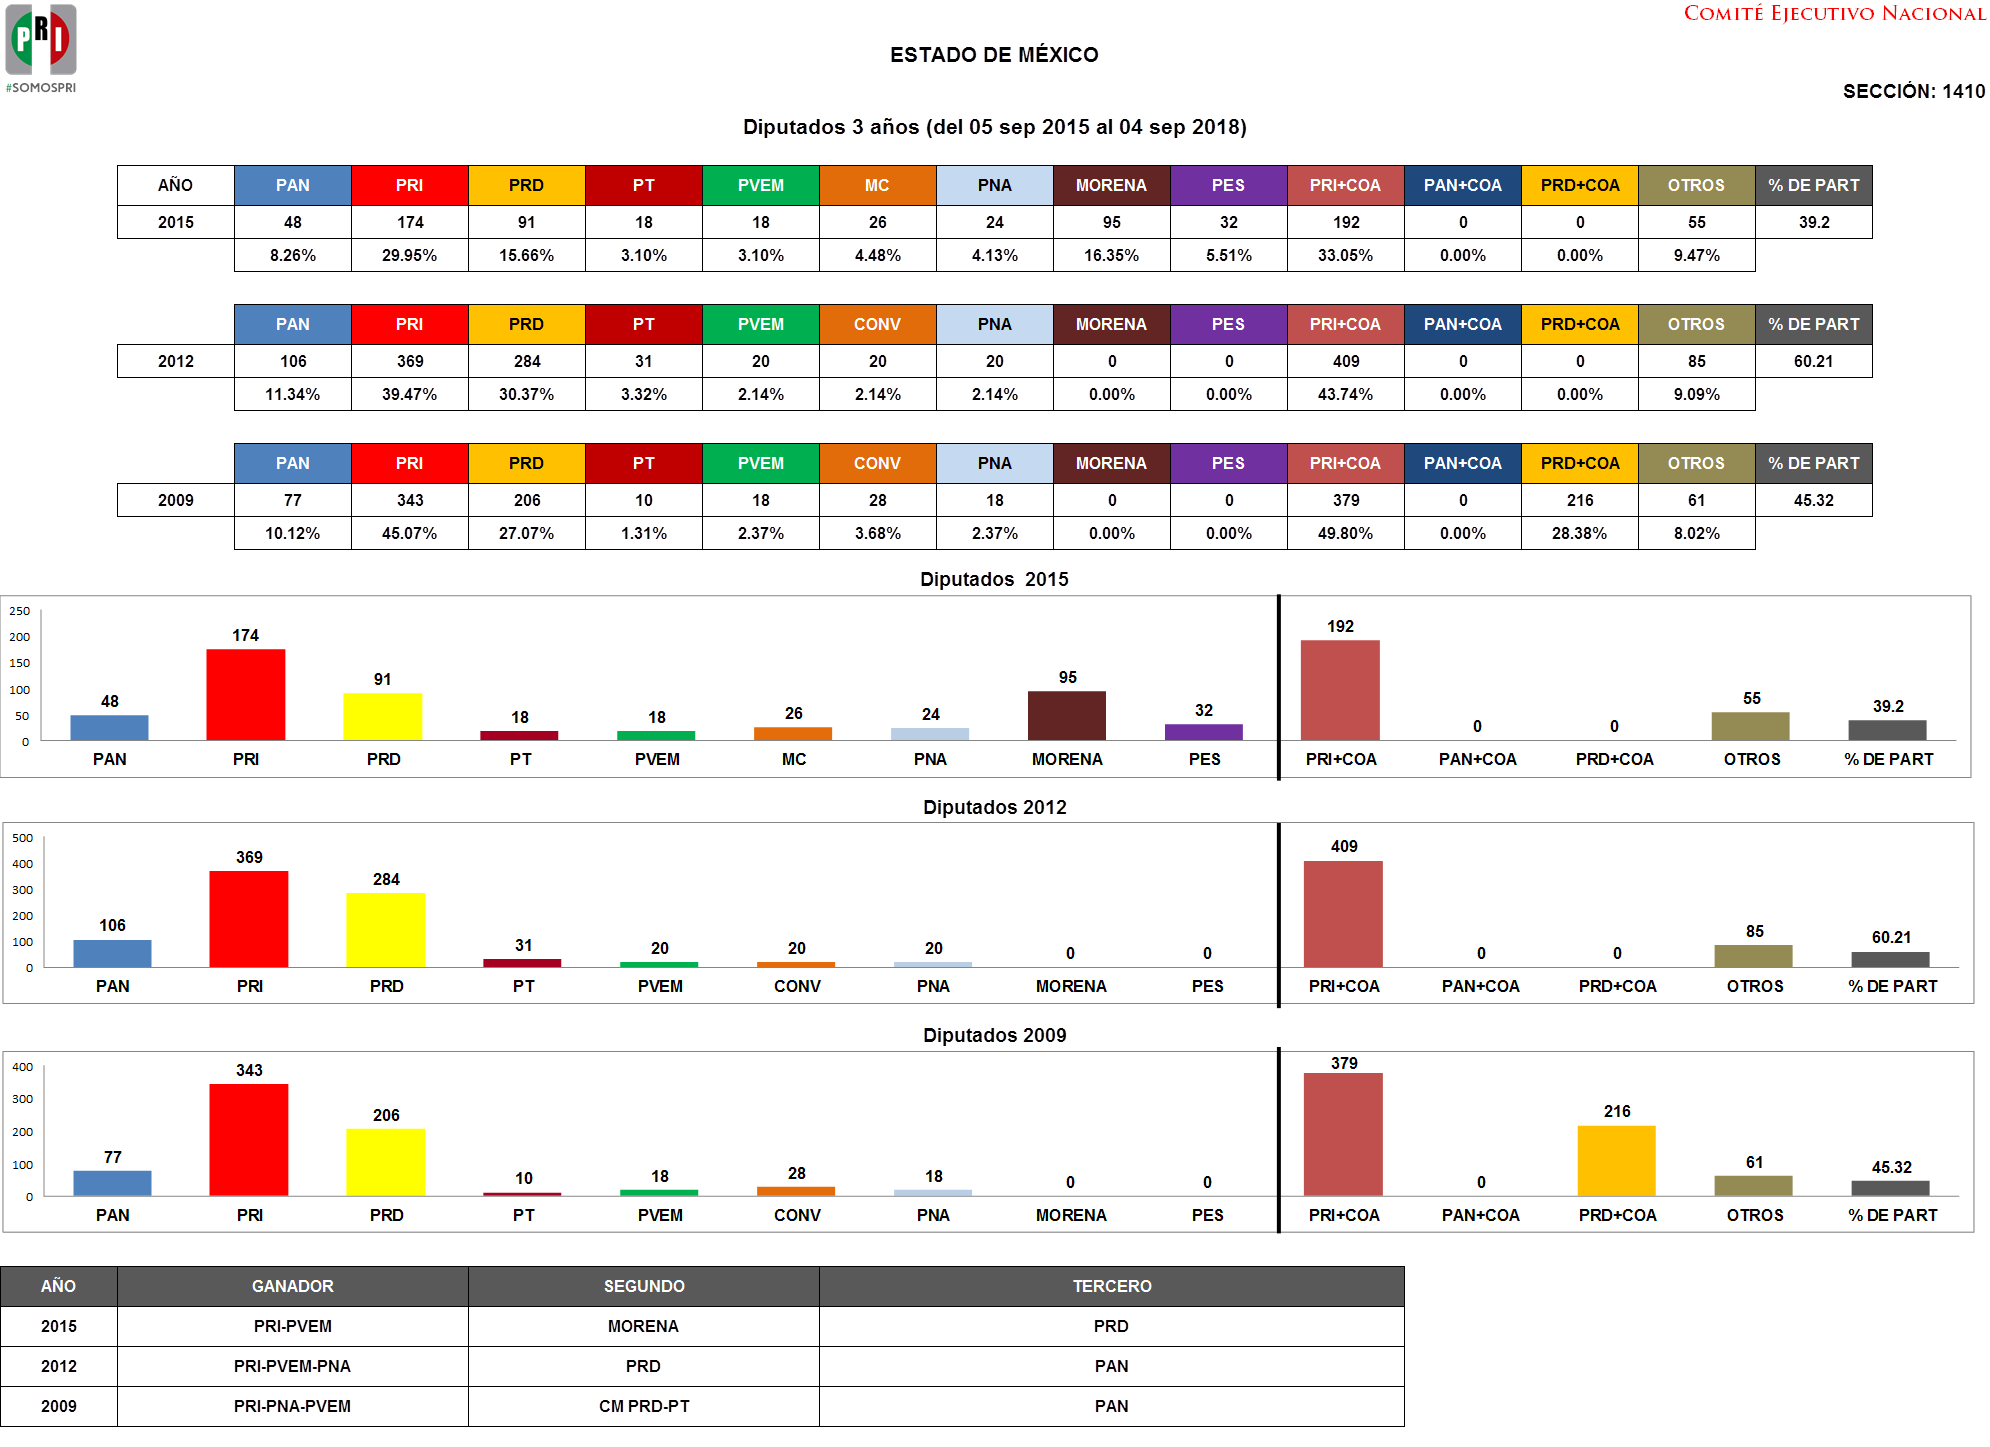 PRI
#SOMOSPRI
COMITÉ EJECUTIVO NACIONAL
ESTADO DE MÉXICO
SECCIÓN: 1410
Diputados 3 años (del 05 sep 2015 al 04 sep 2018)
AÑO PAN PRI PRD PT PVEM MC PNA MORENA PES PRI+COA PAN+COA PRD+COA OTROS % DE PART
2015 48 174 91 18 18 26 24 95 32 192 0 0 55 39.2
8.26% 29.95% 15.66% 3.10% 3.10% 4.48% 4.13% 16.35% 5.51% 33.05% 0.00% 0.00% 9.47%
PAN PRI PRD PT PVEM CONV PNA MORENA PES PRI+COA PAN+COA PRD+COA OTROS % DE PART
2012 106 369 284 31 20 20 20 0 0 409 0 0 85 60.21
11.34% 39.47% 30.37% 3.32% 2.14% 2.14% 2.14% 0.00% 0.00% 43.74% 0.00% 0.00% 9.09%
PAN PRI PRD PT PVEM CONV PNA MORENA PES PRI+COA PAN+COA PRD+COA OTROS % DE PART
2009 77 343 206 10 18 28 18 0 0 379 0 216 61 45.32
10.12% 45.07% 27.07% 1.31% 2.37% 3.68% 2.37% 0.00% 0.00% 49.80% 0.00% 28.38% 8.02%
Diputados 2015
250
200
150
100
50
0
48 174 91 18 18 26 24 95 32 192 0 0 55 39.2
PAN PRI PRD PT PVEM MC PNA MORENA PES PRI+COA PAN+COA PRD+COA OTROS % DE PART
Diputados 2012
500
400
300
200
100
0
106 369 284 31 20 20 20 0 0 409 0 0 85 60.21
PAN PRI PRD PT PVEM CONV PNA MORENA PES PRI+COA PAN+COA PRD+COA OTROS % DE PART
Diputados 2009
400
300
200
100
0
77 343 206 10 18 28 18 0 0 379 0 216 61 45.32
PAN PRI PRD PT PVEM CONV PNA MORENA PES PRI+COA PAN+COA PRD+COA OTROS % DE PART
AÑO GANADOR SEGUNDO TERCERO
2015 PRI-PVEM MORENA PRD
2012 PRI-PVEM-PNA PRD PAN
2009 PRI-PNA-PVEM CM PRD-PT PAN